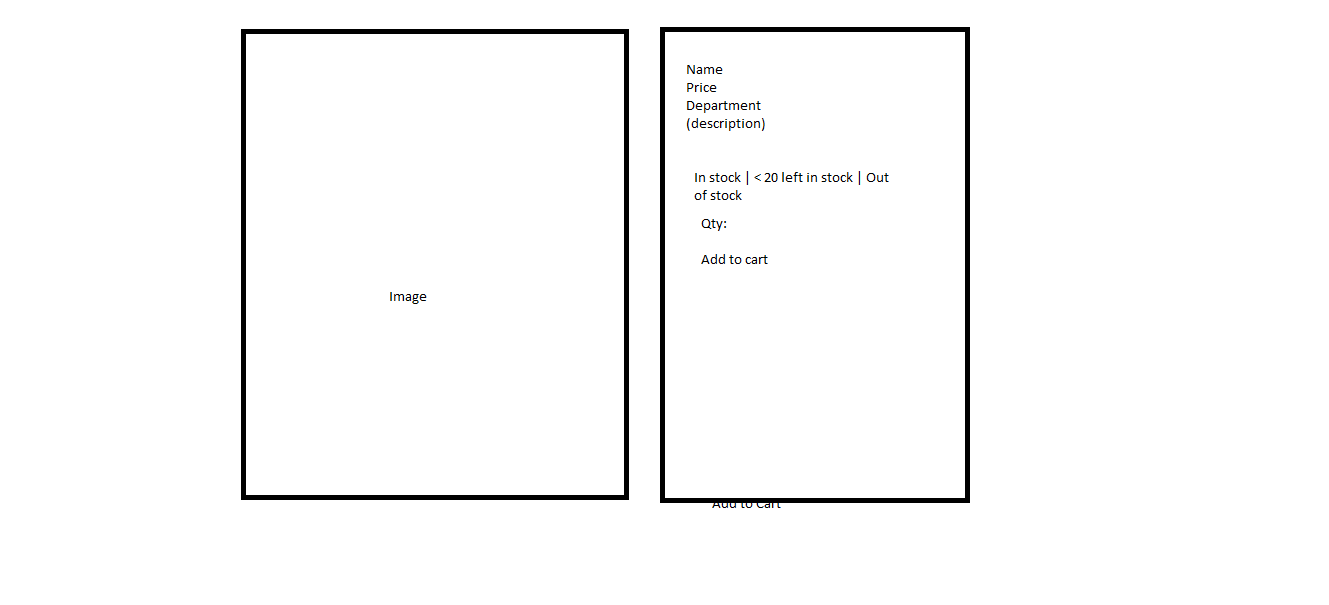 Image
Name
Price
Department
(description)
In stock | < 20 left in stock | Out
of stock
Qty:
Add to cart
Add to Cart